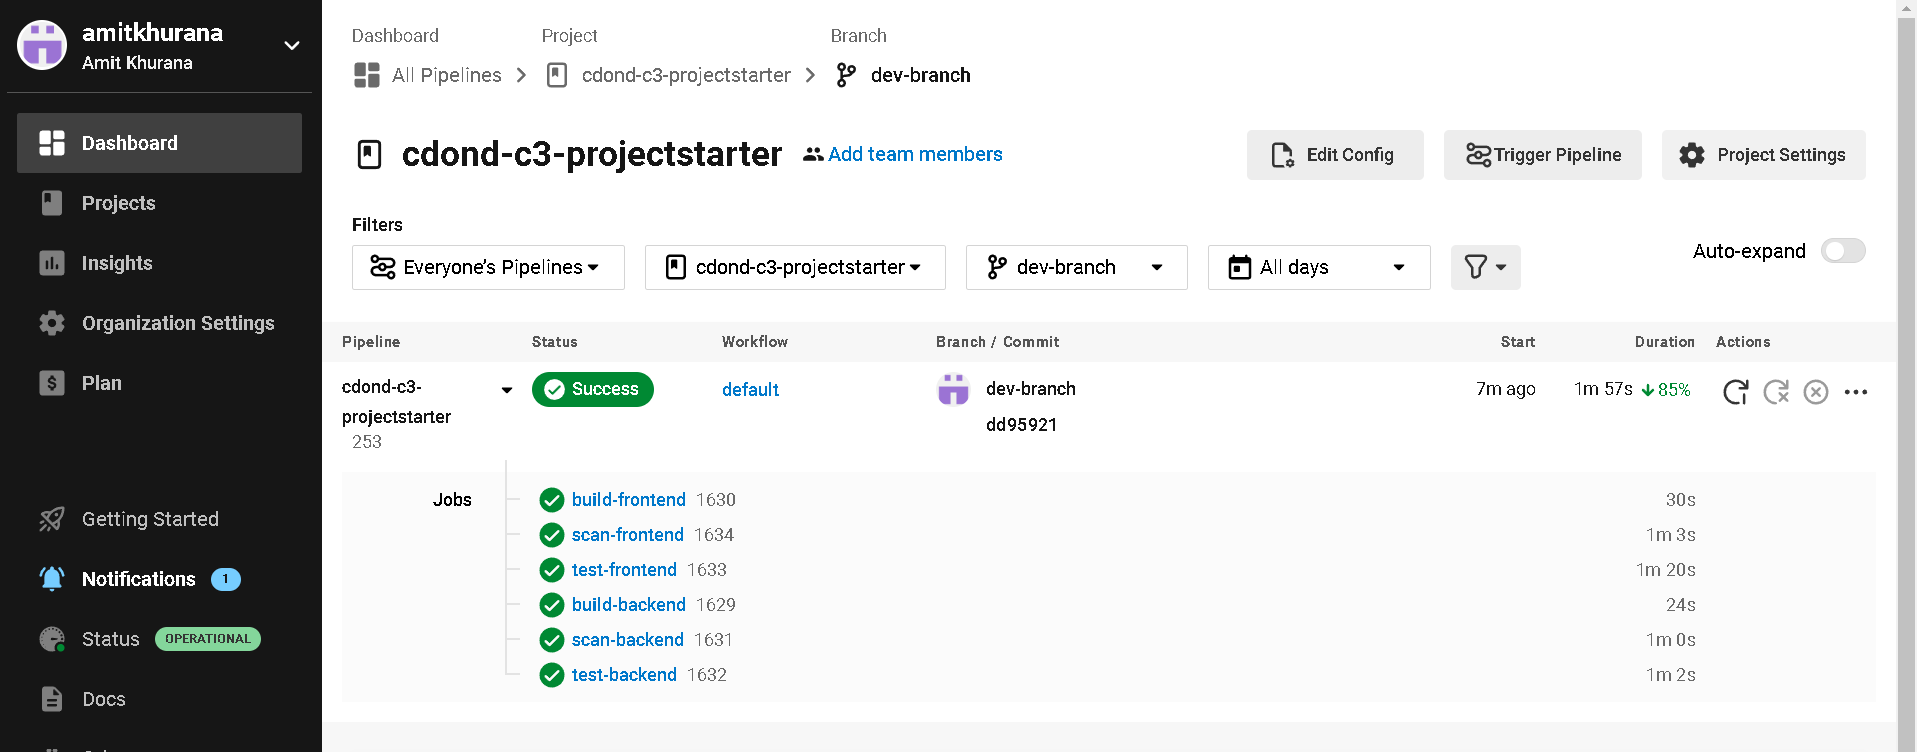 amitkhurana
Amit Khurana
Dashboard
Projects
Insights
Organization Settings
Plan
Getting Started
Notifications 1
Status OPERATIONAL
Docs
Dashboard Project Branch
All Pipelines cdond-c3-projectstarter dev-branch
cdond-c3-projectstarter Add team members Edit Config Trigger Pipeline Project Settings
Filters
Everyone's Pipelines cdond-c3-projectstarter dev-branch All days Auto-expand
Pipeline Status Workflow Branch / Commit Start Duration Actions
cdond-c3- Success default dev-branch 7m ago 1m 57s 85%
projectstarter dd95921
253
Jobs build-frontend 1630 30s
scan-frontend 1634 1m 3s
test-frontend 1633 1m 20s
build-backend 1629 24s
scan-backend 1631 1m 0s
test-backend 1632 1m 2s